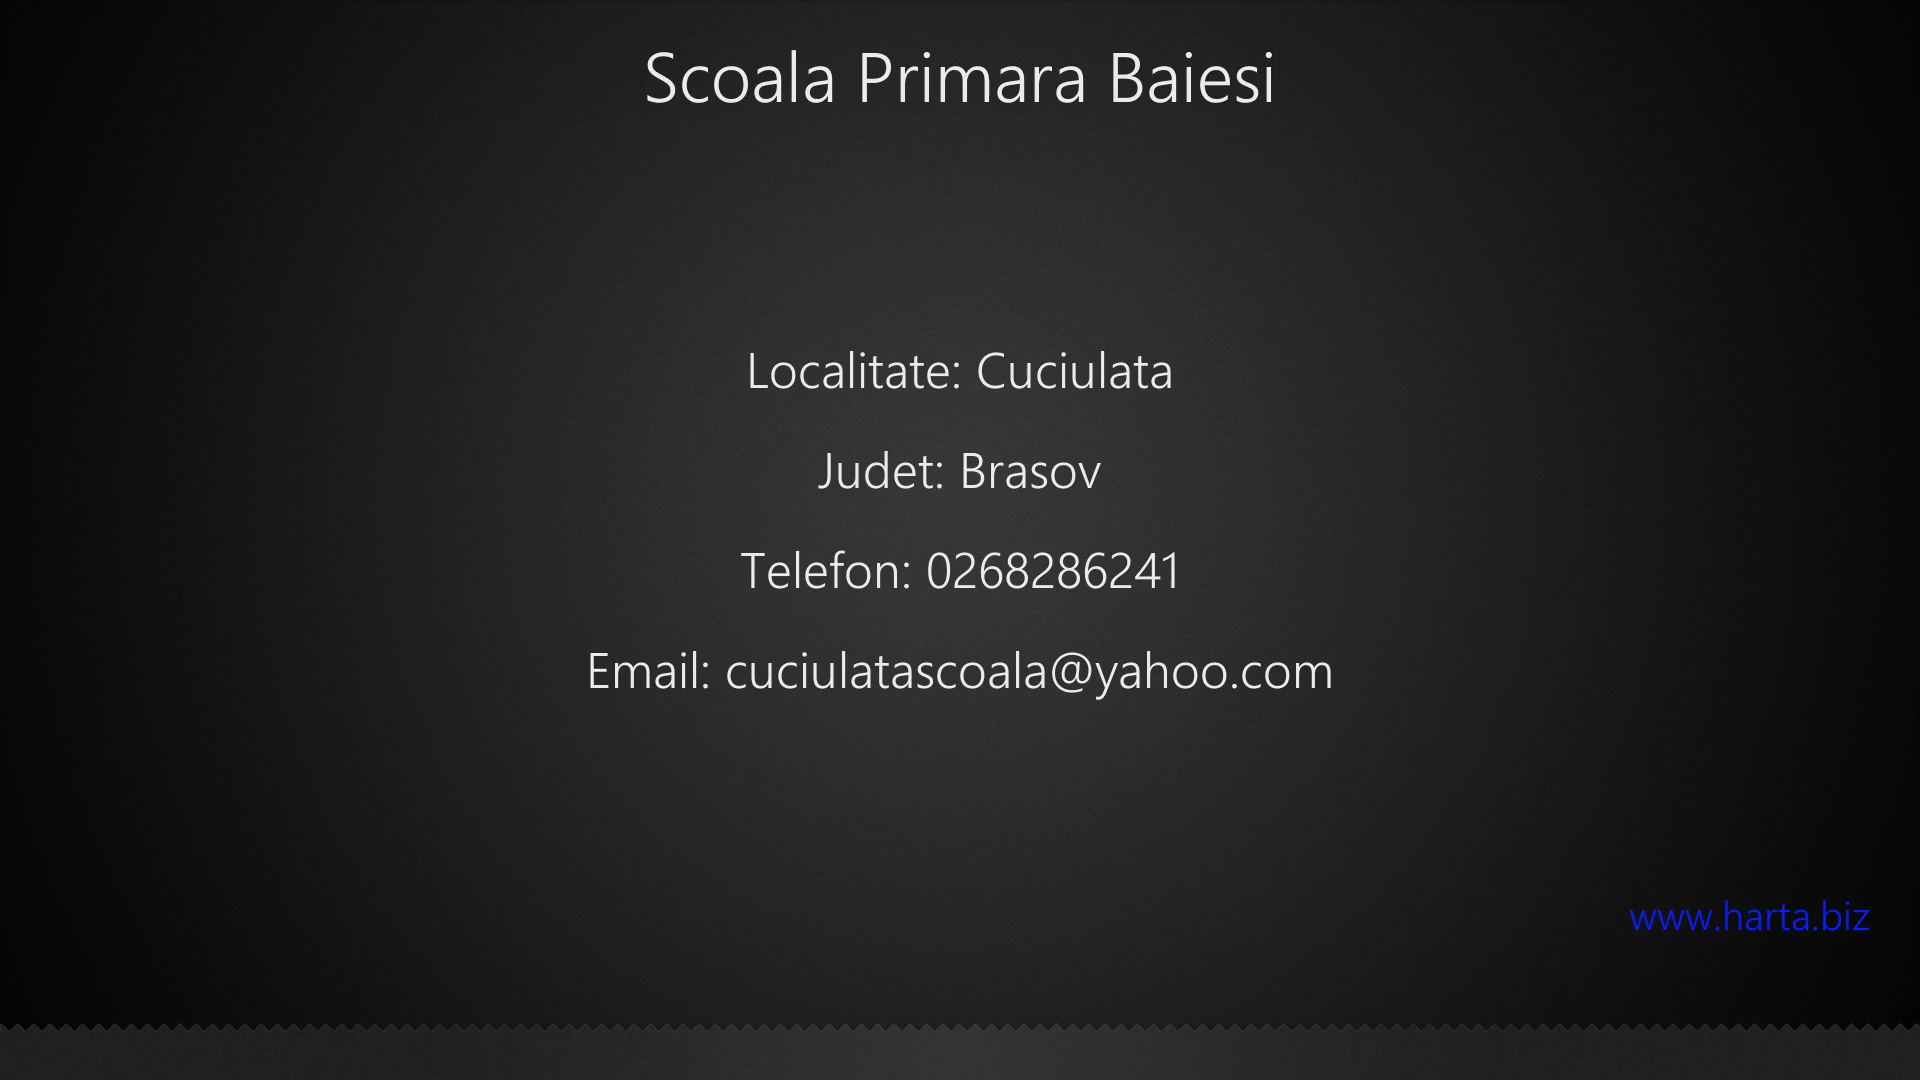 Scoala Primara Baiesi
Localitate: Cuciulata
Judet: Brasov
Telefon: 0268286241
Email: cuciulatascoala@yahoo.com
www.harta.biz